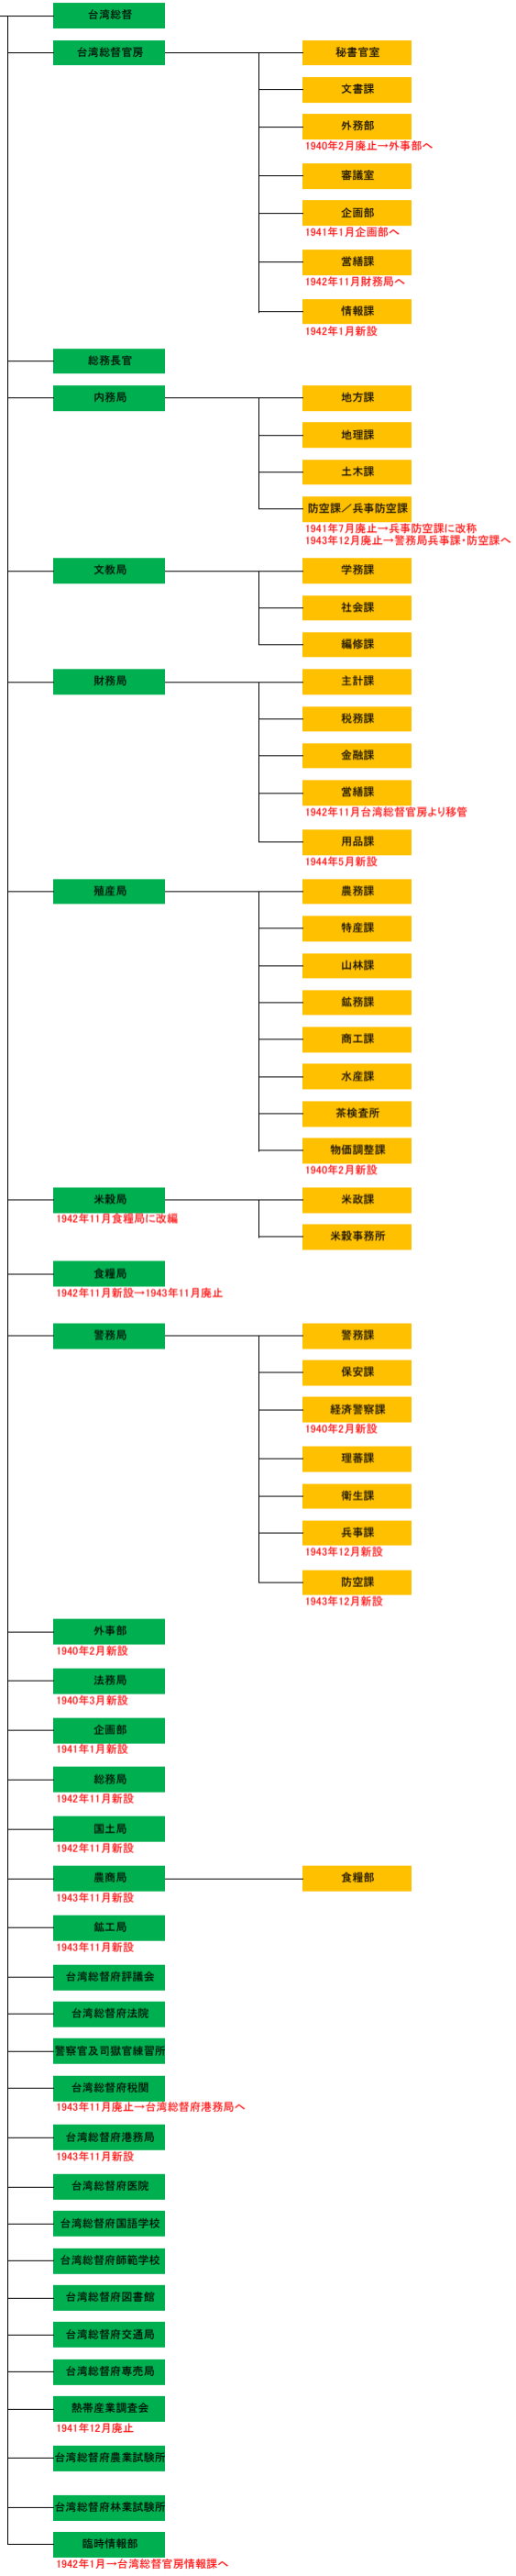 台湾総督
台湾総督官房
秘書官室
文書課
外務部
1940年2月廃止→外事部へ
審議室
企画部
1941年1月企画部へ
営繕課
1942年11月財務局へ
情報課
1942年1月新設
総務長官
内務局
地方課
地理課
土木課
防空課／兵事防空課
1941年7月廃止→兵事防空課に改称
1943年12月廃止→警務局兵事課・防空課へ
文教局
学務課
社会課
編修課
財務局
主計課
税務課
金融課
営繕課
1942年11月台湾総督官房より移管
用品課
1944年5月新設
殖産局
農務課
特産課
山林課
鉱務課
商工課
水産課
茶検査所
物価調整課
1940年2月新設
米穀局
1942年11月食糧局に改編
米政課
米穀事務所
食糧局
1942年11月新設→1943年11月廃止
警務局
警務課
保安課
経済警察課
1940年2月新設
理蕃課
衛生課
兵事課
1943年12月新設
防空課
1943年12月新設
外事部
1940年2月新設
法務局
1940年3月新設
企画部
1941年1月新設
総務局
1942年11月新設
国土局
1942年11月新設
農商局
1943年11月新設
食糧部
鉱工局
1943年11月新設
台湾総督府評議会
台湾総督府法院
警察官及司獄官練習所
台湾総督府税関
1943年11月廃止→台湾総督府港務局へ
台湾総督府港務局
1943年11月新設
台湾総督府医院
台湾総督府国語学校
台湾総督府師範学校
台湾総督府図書館
台湾総督府交通局
台湾総督府専売局
熱帯産業調査会
1941年12月廃止
台湾総督府農業試験所
台湾総督府林業試験所
臨時情報部
1942年1月→台湾総督官房情報課へ